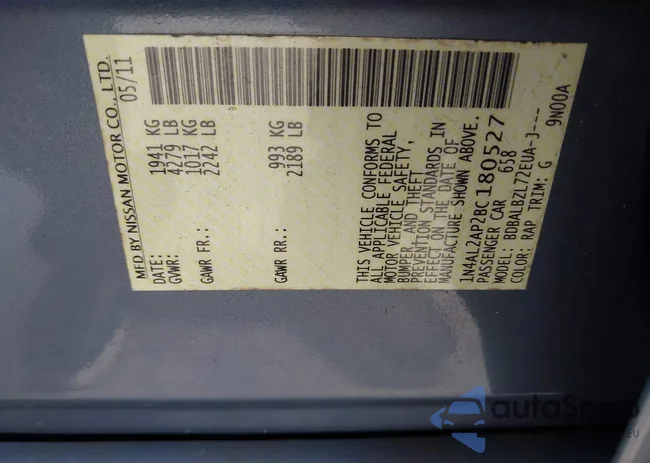 MFD BY NISSAN MOTOR CO., LTD.
DATE: 05/11
GVWR: 1941 KG
4279 LB
GAWR FR.: 1017 KG
2242 LB
GAWR RR.: 993 KG
2189 LB
THIS VEHICLE CONFORMS TO
ALL APPLICABLE FEDERAL
MOTOR VEHICLE SAFETY,
BUMPER, AND THEFT
PREVENTION STANDARDS IN
EFFECT ON THE DATE OF
MANUFACTURE SHOWN ABOVE.
1N4AL2AP2BC180527
PASSENGER CAR 658
MODEL: BDBALBZL72EUA-J---
COLOR: RAP TRIM: G 9N00A